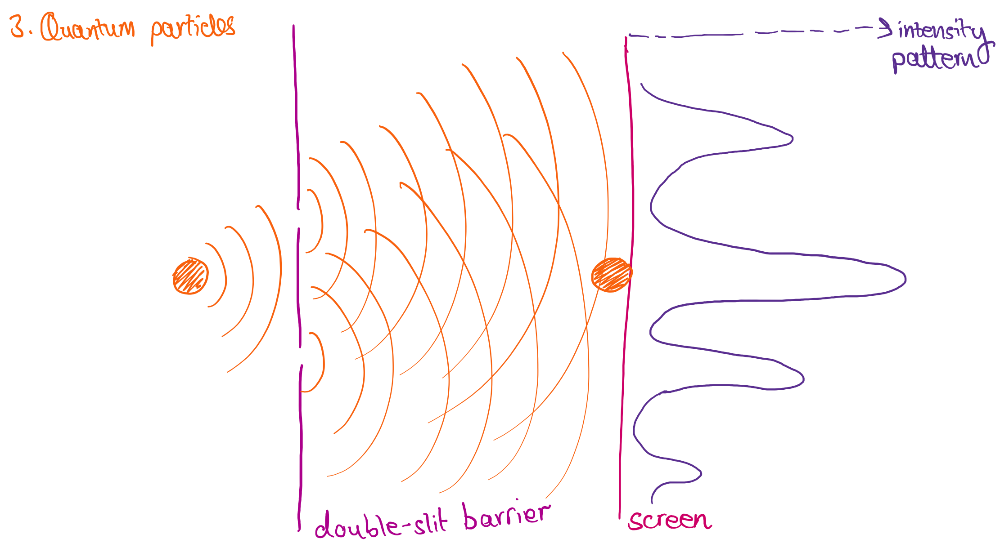 3. Quantum particles
intensity
pattern
double-slit barrier
screen